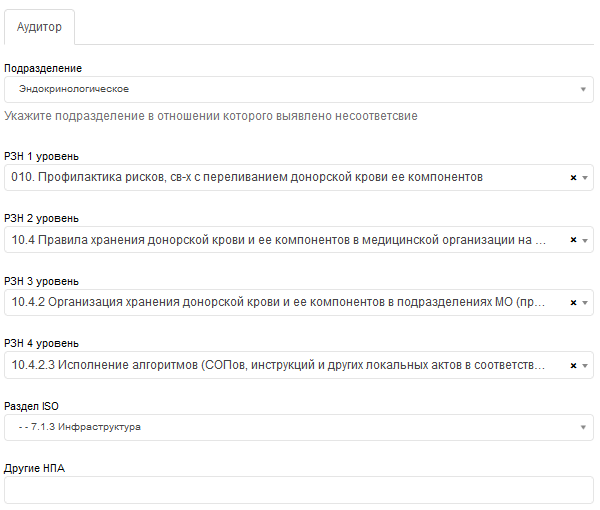 Аудитор
Подразделение
Эндокринологическое
Укажите подразделение в отношении которого выявлено несоответсвие
РЗН 1 уровень
010. Профилактика рисков, св-х с переливанием донорской крови ее компонентов
РЗН 2 уровень
10.4 Правила хранения донорской крови и ее компонентов в медицинской организации на ...
РЗН 3 уровень
10.4.2 Организация хранения донорской крови и ее компонентов в подразделениях МО (пр...
РЗН 4 уровень
10.4.2.3 Исполнение алгоритмов (СОПов, инструкций и других локальных актов в соответств...
Раздел ISO
- - 7.1.3 Инфраструктура
Другие НПА